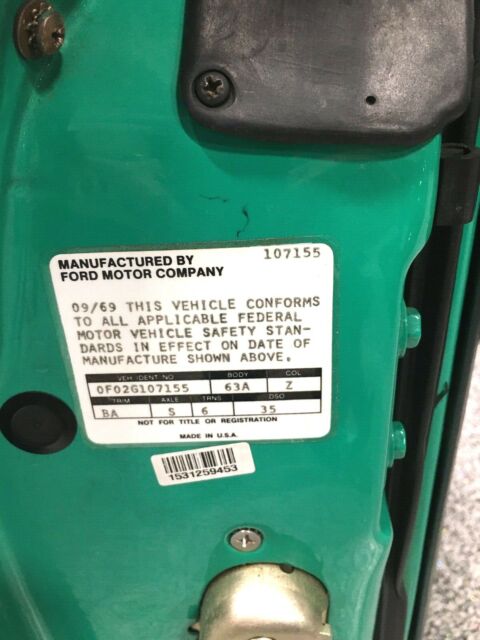 MANUFACTURED BY 107155
FORD MOTOR COMPANY
09/69 THIS VEHICLE CONFORMS
TO ALL APPLICABLE FEDERAL
MOTOR VEHICLE SAFETY STAN-
DARDS IN EFFECT ON DATE OF
MANUFACTURE SHOWN ABOVE.
VEH IDENT NO BODY COL
0F02G107155 63A Z
TRIM AXLE TRNS DSO
BA S 6 35
NOT FOR TITLE OR REGISTRATION
MADE IN U.S.A.
1531259453